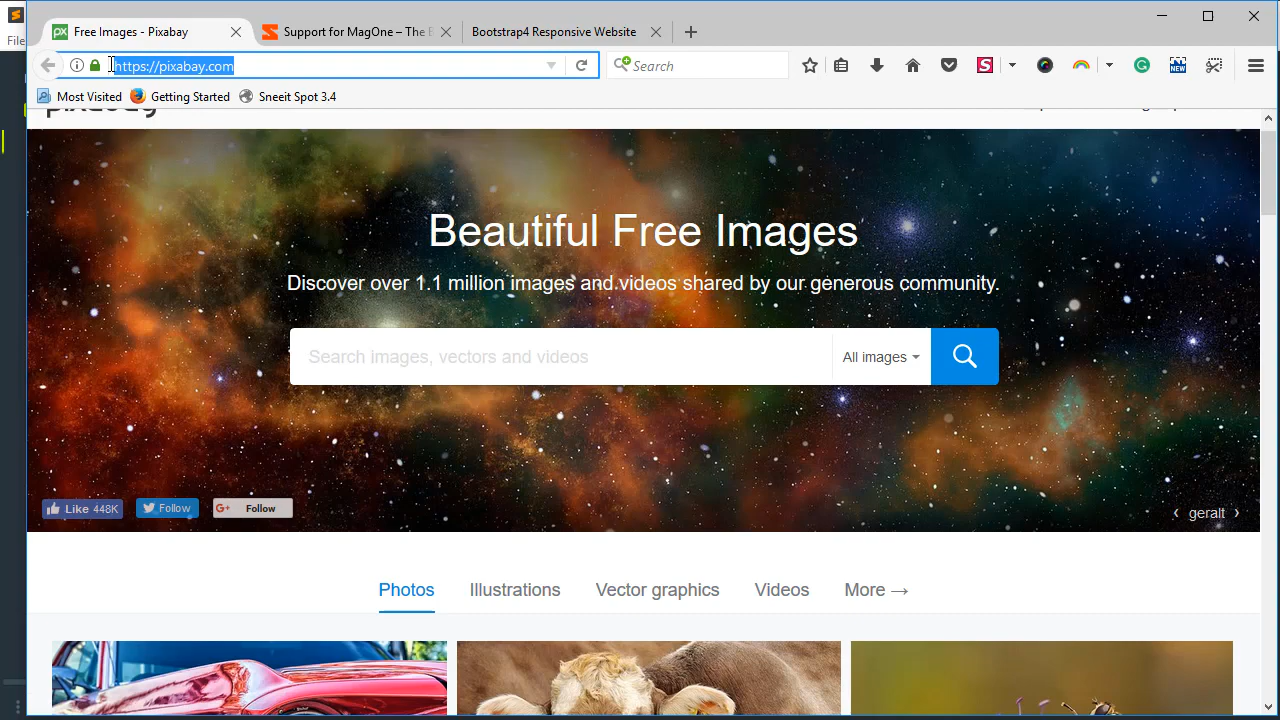 File
Free Images - Pixabay
Support for MagOne – The E
Bootstrap4 Responsive Website
https://pixabay.com
Search
NEW
Most Visited
Getting Started
Sneeit Spot 3.4
pixabay
Beautiful Free Images
Discover over 1.1 million images and videos shared by our generous community.
Search images, vectors and videos
All images
Like 448K
Follow
G+ Follow
‹ geralt ›
Photos
Illustrations
Vector graphics
Videos
More →